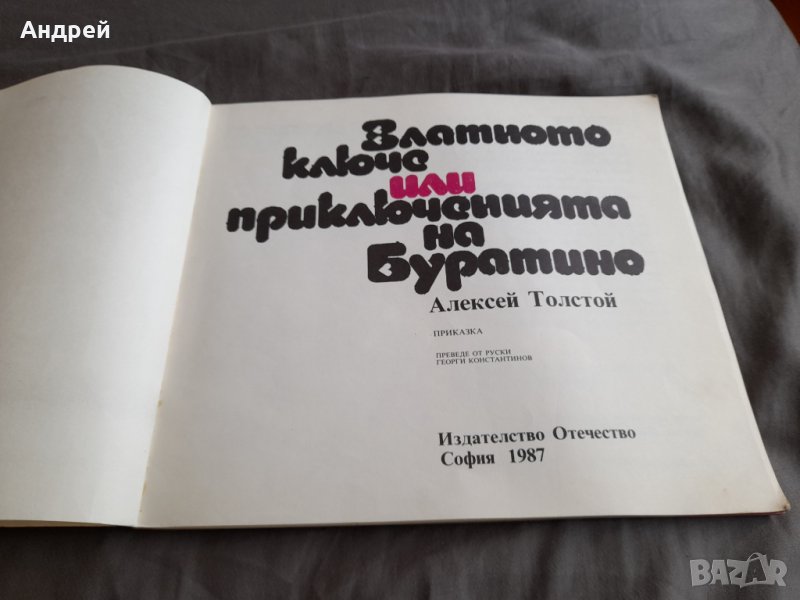 Андрей
Златното
ключе
или
приключенията
на
Буратино
Алексей Толстой
ПРИКАЗКА
ПРЕВЕДЕ ОТ РУСКИ
ГЕОРГИ КОНСТАНТИНОВ
Издателство Отечество
София 1987
BAZAR